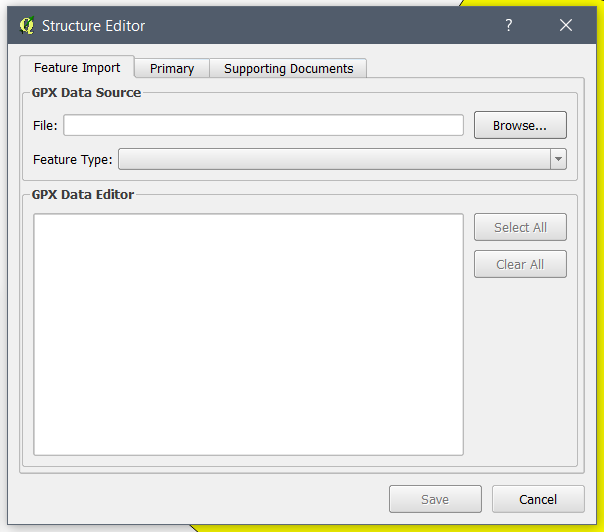 Structure Editor ?
Feature Import Primary Supporting Documents
GPX Data Source
File: Browse...
Feature Type:
GPX Data Editor
Select All
Clear All
Save Cancel